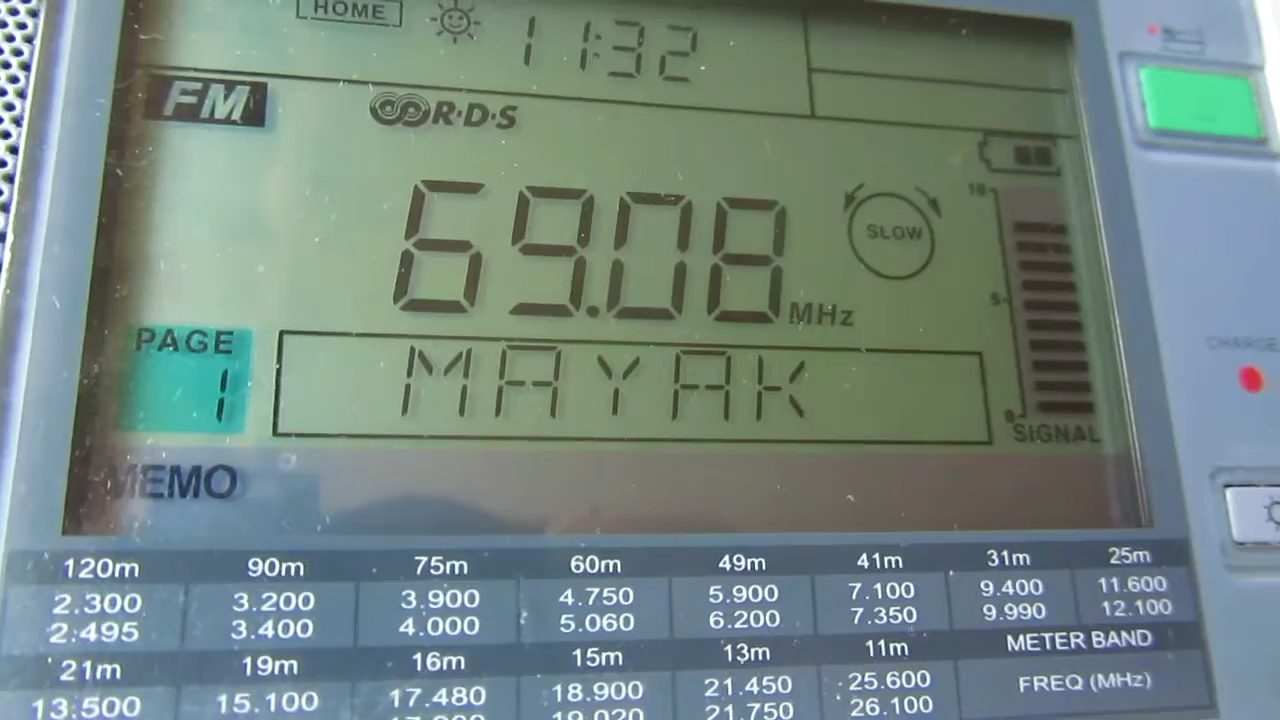 HOME 11:32
FM R·D·S
69.08 MHz
SLOW
10
5
0
SIGNAL
PAGE
1
MAYAK
MEMO
CHARGE
120m 90m 75m 60m 49m 41m 31m 25m
2.300 3.200 3.900 4.750 5.900 7.100 9.400 11.600
2.495 3.400 4.000 5.060 6.200 7.350 9.990 12.100
21m 19m 16m 15m 13m 11m METER BAND
13.500 15.100 17.480 18.900 21.450 25.600 FREQ (MHz)
19.020 21.750 26.100